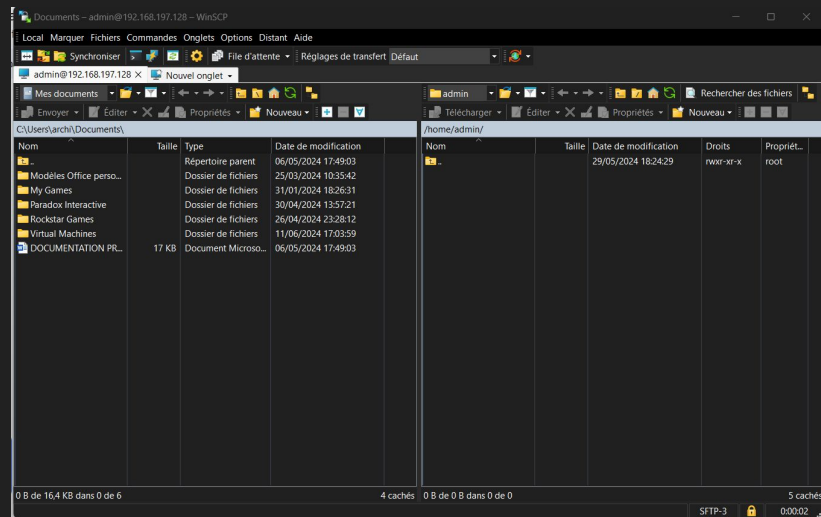 Documents – admin@192.168.197.128 – WinSCP
Local Marquer Fichiers Commandes Onglets Options Distant Aide
Synchroniser File d'attente Réglages de transfert Défaut
admin@192.168.197.128 × Nouvel onglet
Mes documents
Envoyer Éditer Propriétés Nouveau
C:\Users\archi\Documents\
Nom Taille Type Date de modification
.. Répertoire parent 06/05/2024 17:49:03
Modèles Office perso... Dossier de fichiers 25/03/2024 10:35:42
My Games Dossier de fichiers 31/01/2024 18:26:31
Paradox Interactive Dossier de fichiers 30/04/2024 13:57:21
Rockstar Games Dossier de fichiers 26/04/2024 23:28:12
Virtual Machines Dossier de fichiers 11/06/2024 17:03:59
DOCUMENTATION PR... 17 KB Document Microso... 06/05/2024 17:49:03
0 B de 16,4 KB dans 0 de 6 4 cachés
admin Rechercher des fichiers
Télécharger Éditer Propriétés Nouveau
/home/admin/
Nom Taille Date de modification Droits Propriét...
.. 29/05/2024 18:24:29 rwxr-xr-x root
0 B de 0 B dans 0 de 0 5 cachés
SFTP-3 0:00:02